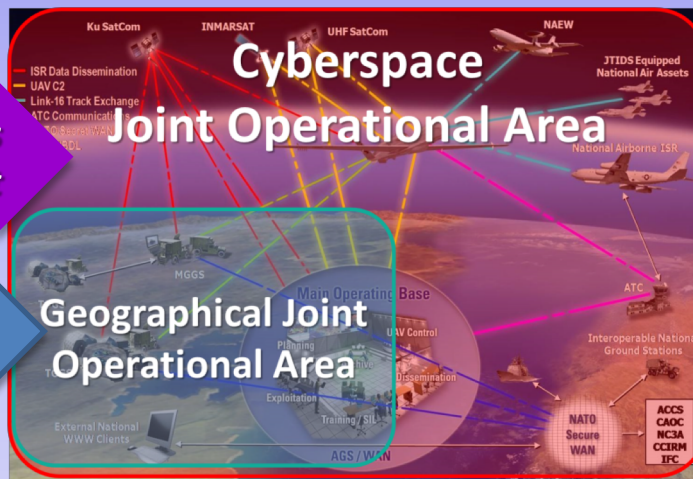 Ku SatCom
INMARSAT
UHF SatCom
NAEW
Cyberspace
Joint Operational Area
JTIDS Equipped
National Air Assets
ISR Data Dissemination
UAV C2
Link-16 Track Exchange
ATC Communications
National Airborne ISR
MGGS
Main Operating Base
ATC
Geographical Joint
Operational Area
UAV Control
Planning
Dissemination
Exploitation
Training / SIL
Interoperable National
Ground Stations
External National
WWW Clients
AGS / WAN
NATO
Secure
WAN
ACCS
CAOC
NC3A
CCIRM
IFC